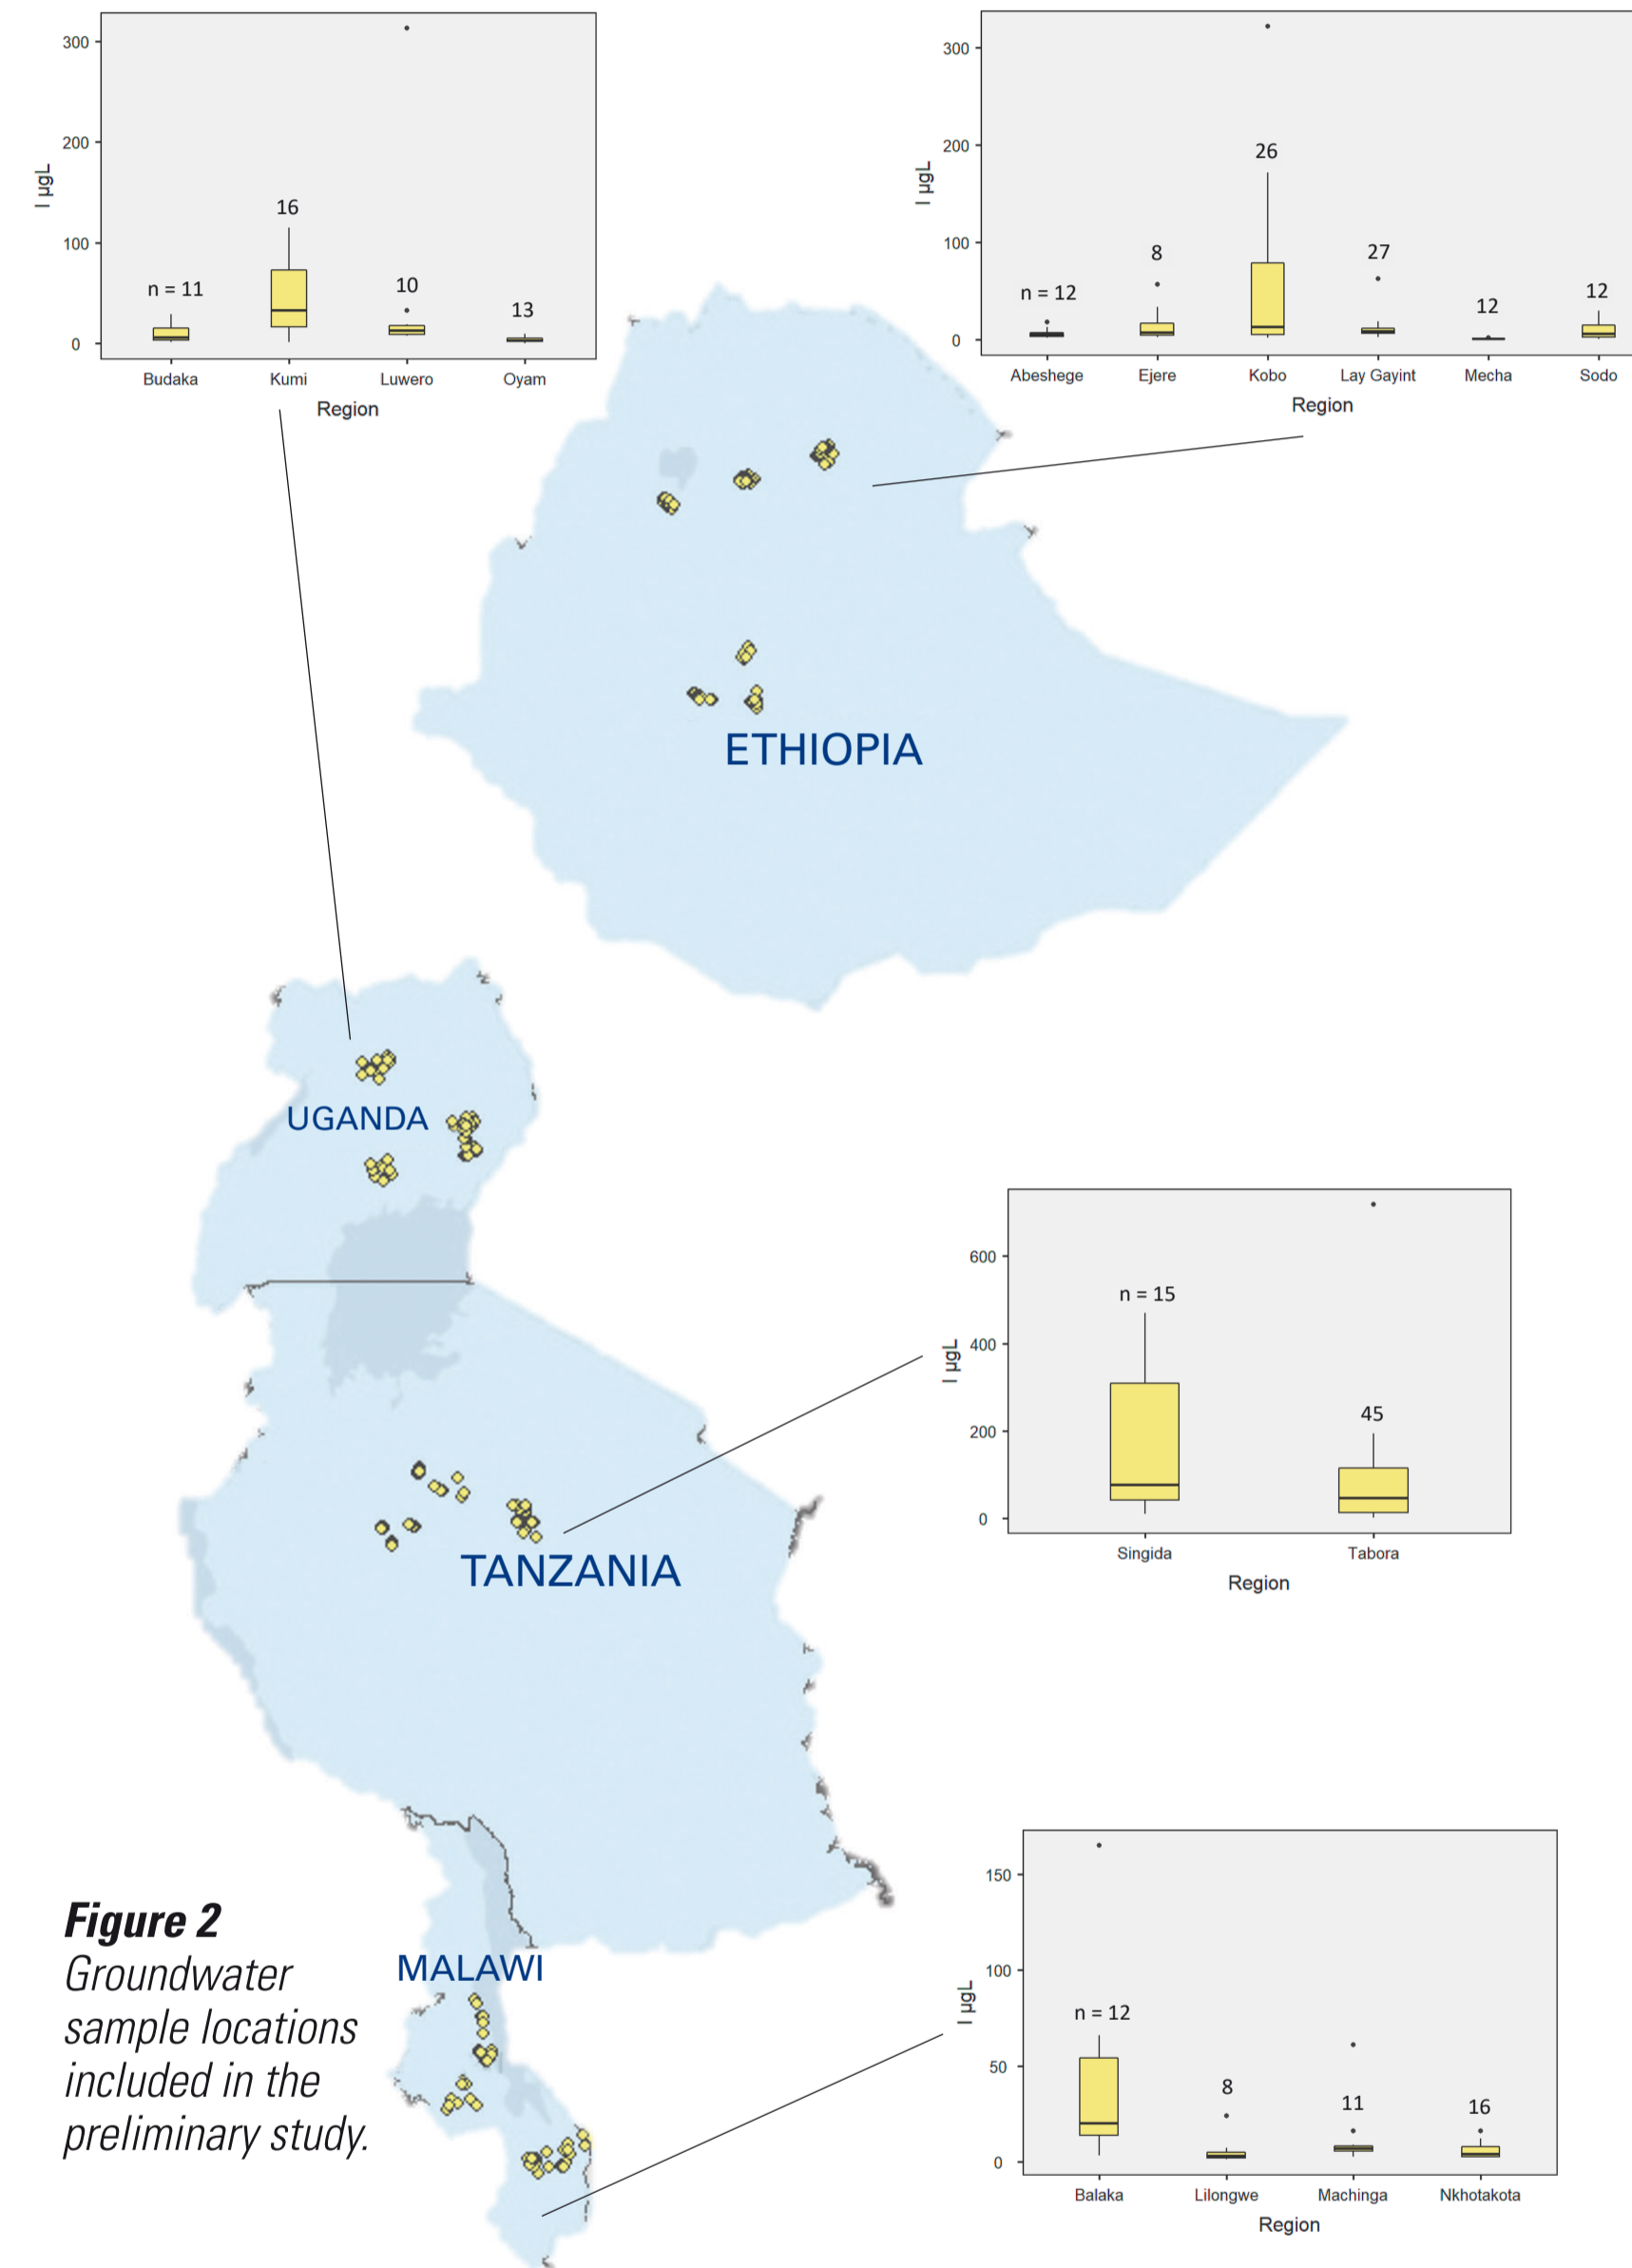 300
200
100
0
I µgL
n = 11
16
10
13
Budaka Kumi Luwero Oyam
Region
300
200
100
0
I µgL
n = 12
8
26
27
12
12
Abeshege Ejere Kobo Lay Gayint Mecha Sodo
Region
ETHIOPIA
UGANDA
600
400
200
0
I µgL
n = 15
45
Singida Tabora
Region
TANZANIA
150
100
50
0
I µgL
n = 12
8
11
16
Balaka Lilongwe Machinga Nkhotakota
Region
MALAWI
Figure 2
Groundwater
sample locations
included in the
preliminary study.